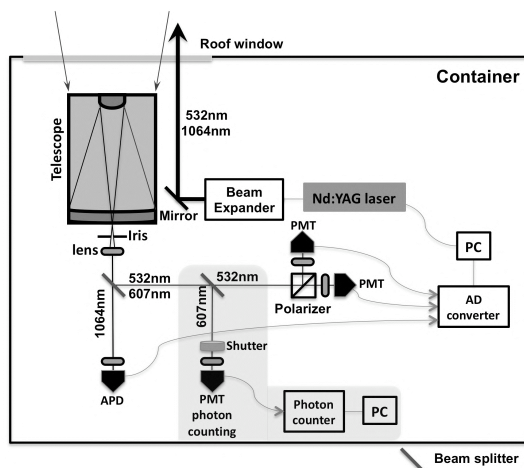 Roof window
Container
532nm
1064nm
Telescope
Beam
Expander
Nd:YAG laser
Mirror
Iris
lens
PMT
PC
532nm
607nm
532nm
PMT
Polarizer
AD
converter
1064nm
607nm
Shutter
APD
PMT
photon
counting
Photon
counter
PC
Beam splitter